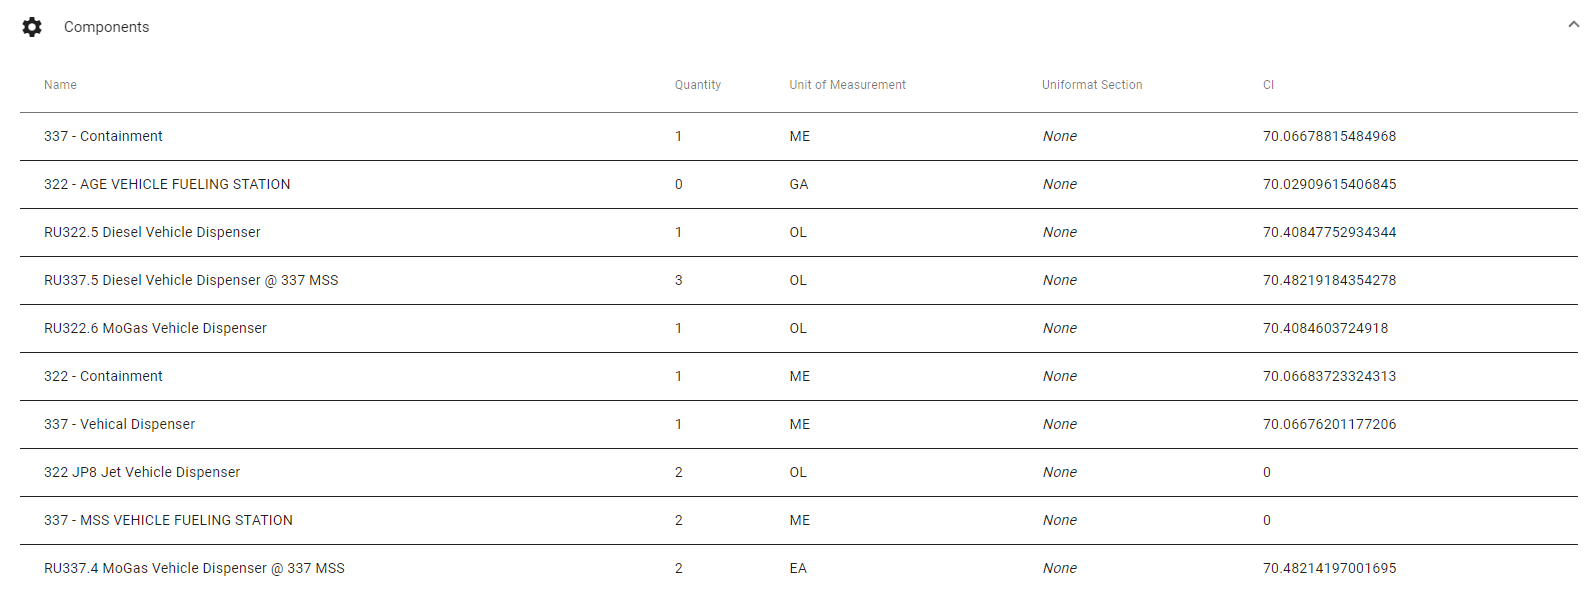 Components
Name Quantity Unit of Measurement Uniformat Section CI
337 - Containment 1 ME None 70.06678815484968
322 - AGE VEHICLE FUELING STATION 0 GA None 70.02909615406845
RU322.5 Diesel Vehicle Dispenser 1 OL None 70.40847752934344
RU337.5 Diesel Vehicle Dispenser @ 337 MSS 3 OL None 70.48219184354278
RU322.6 MoGas Vehicle Dispenser 1 OL None 70.4084603724918
322 - Containment 1 ME None 70.06683723324313
337 - Vehical Dispenser 1 ME None 70.06676201177206
322 JP8 Jet Vehicle Dispenser 2 OL None 0
337 - MSS VEHICLE FUELING STATION 2 ME None 0
RU337.4 MoGas Vehicle Dispenser @ 337 MSS 2 EA None 70.48214197001695